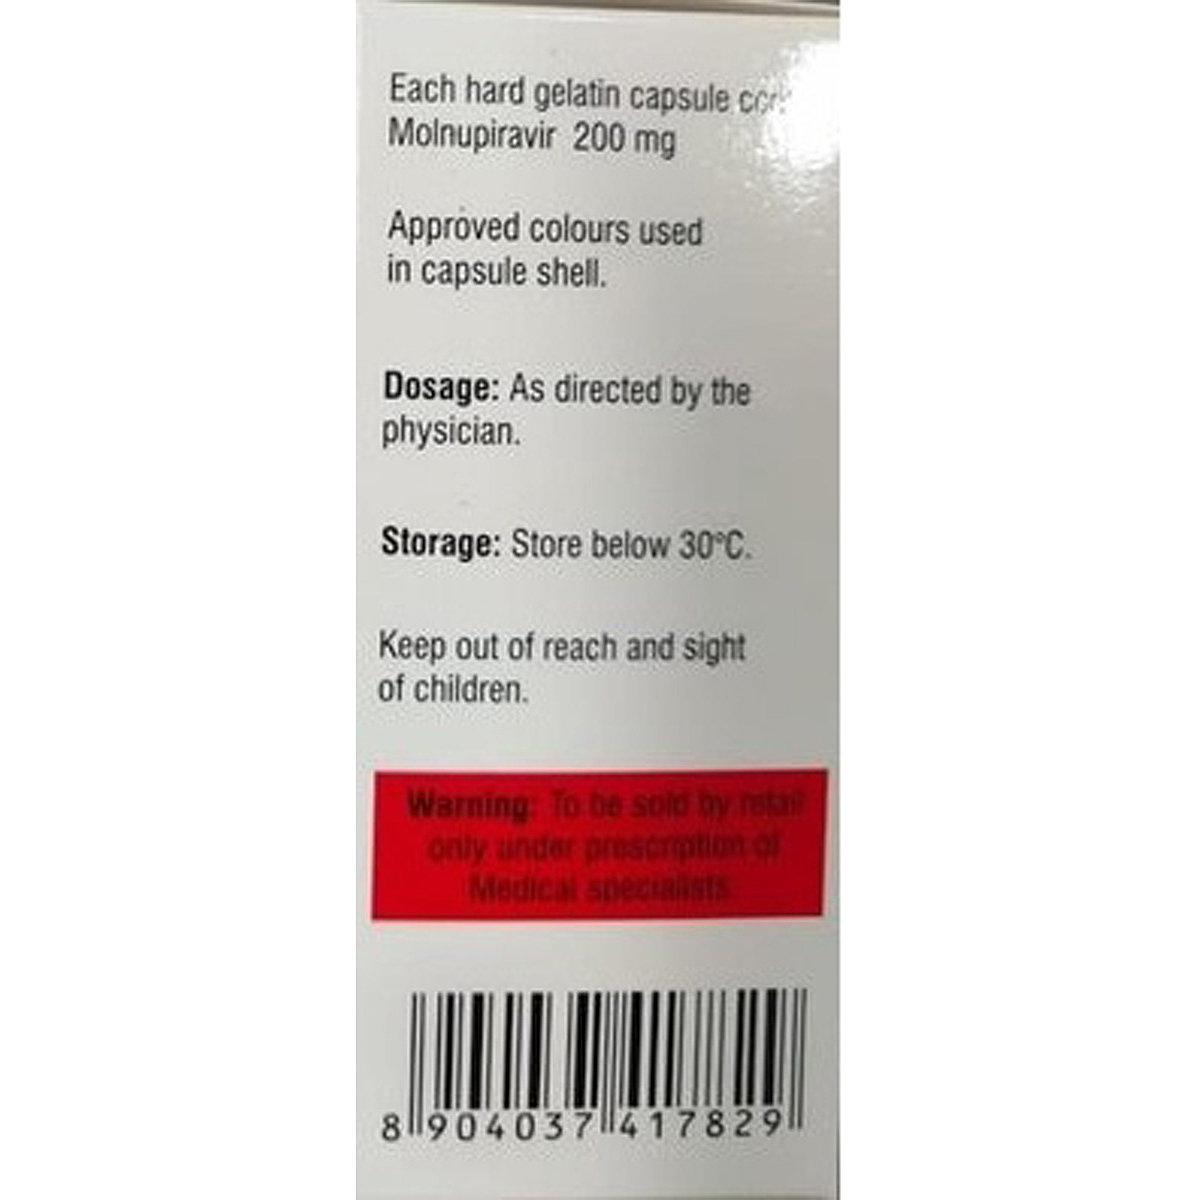 Each hard gelatin capsule
Molnupiravir 200 mg
Approved colours used
in capsule shell.
Dosage: As directed by the
physician.
Storage: Store below 30°C.
Keep out of reach and sight
of children.
Warning: To be sold by retail
only under prescription of
Medical specialists.
8 904037 417829